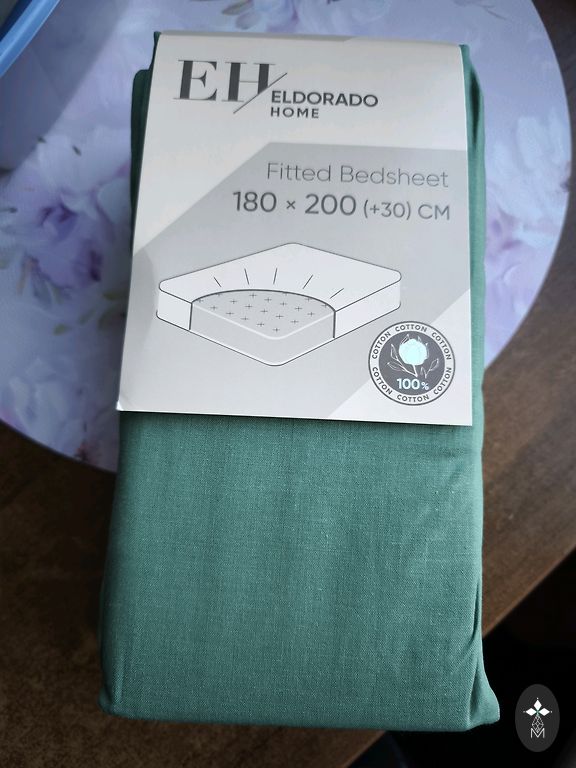 EH
ELDORADO
HOME
Fitted Bedsheet
180 × 200 (+30) CM
COTTON COTTON COTTON
100%
COTTON COTTON COTTON
M